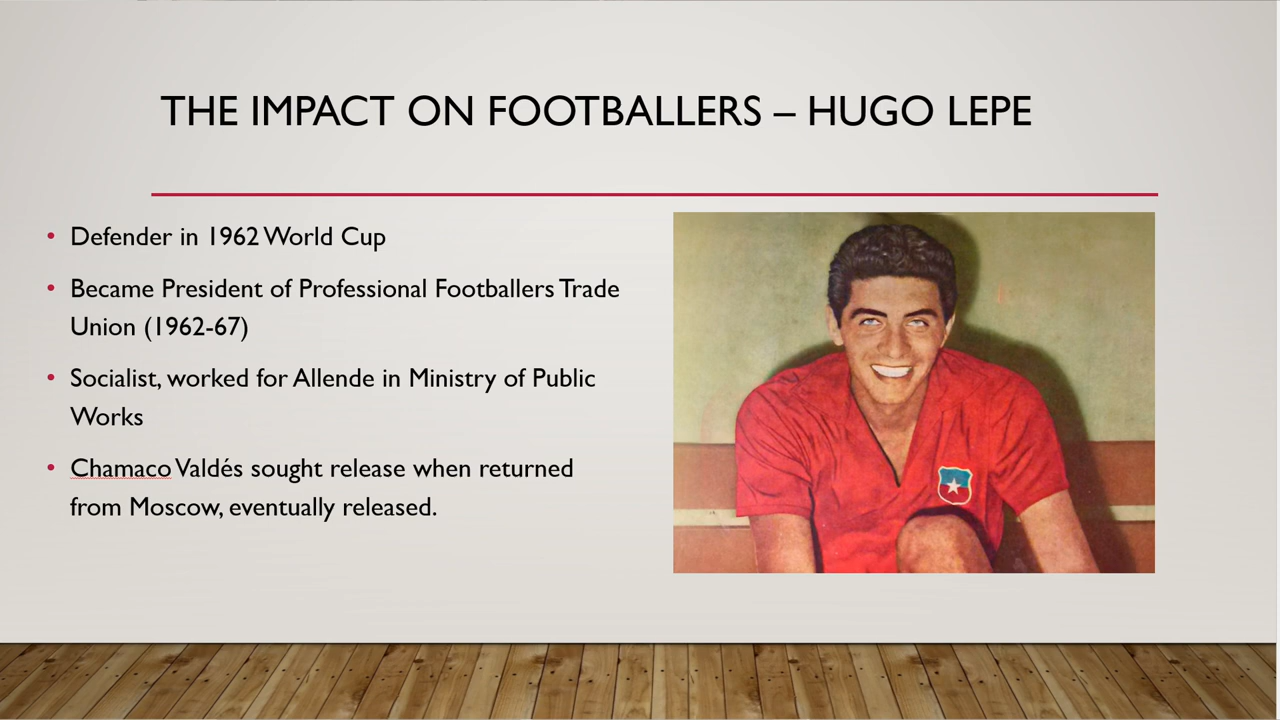 THE IMPACT ON FOOTBALLERS – HUGO LEPE
• Defender in 1962 World Cup
• Became President of Professional Footballers Trade
Union (1962-67)
• Socialist, worked for Allende in Ministry of Public
Works
• Chamaco Valdés sought release when returned
from Moscow, eventually released.